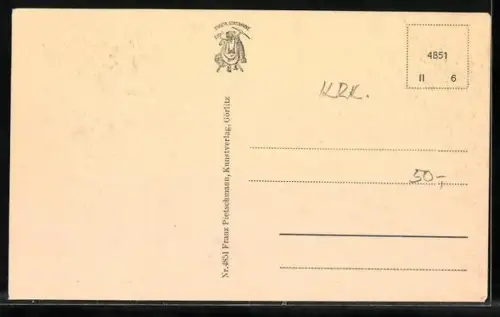 4851
II 6
KRK.
50-,
Nr.4851 Franz Pietschmann, Kunstverlag, Görlitz